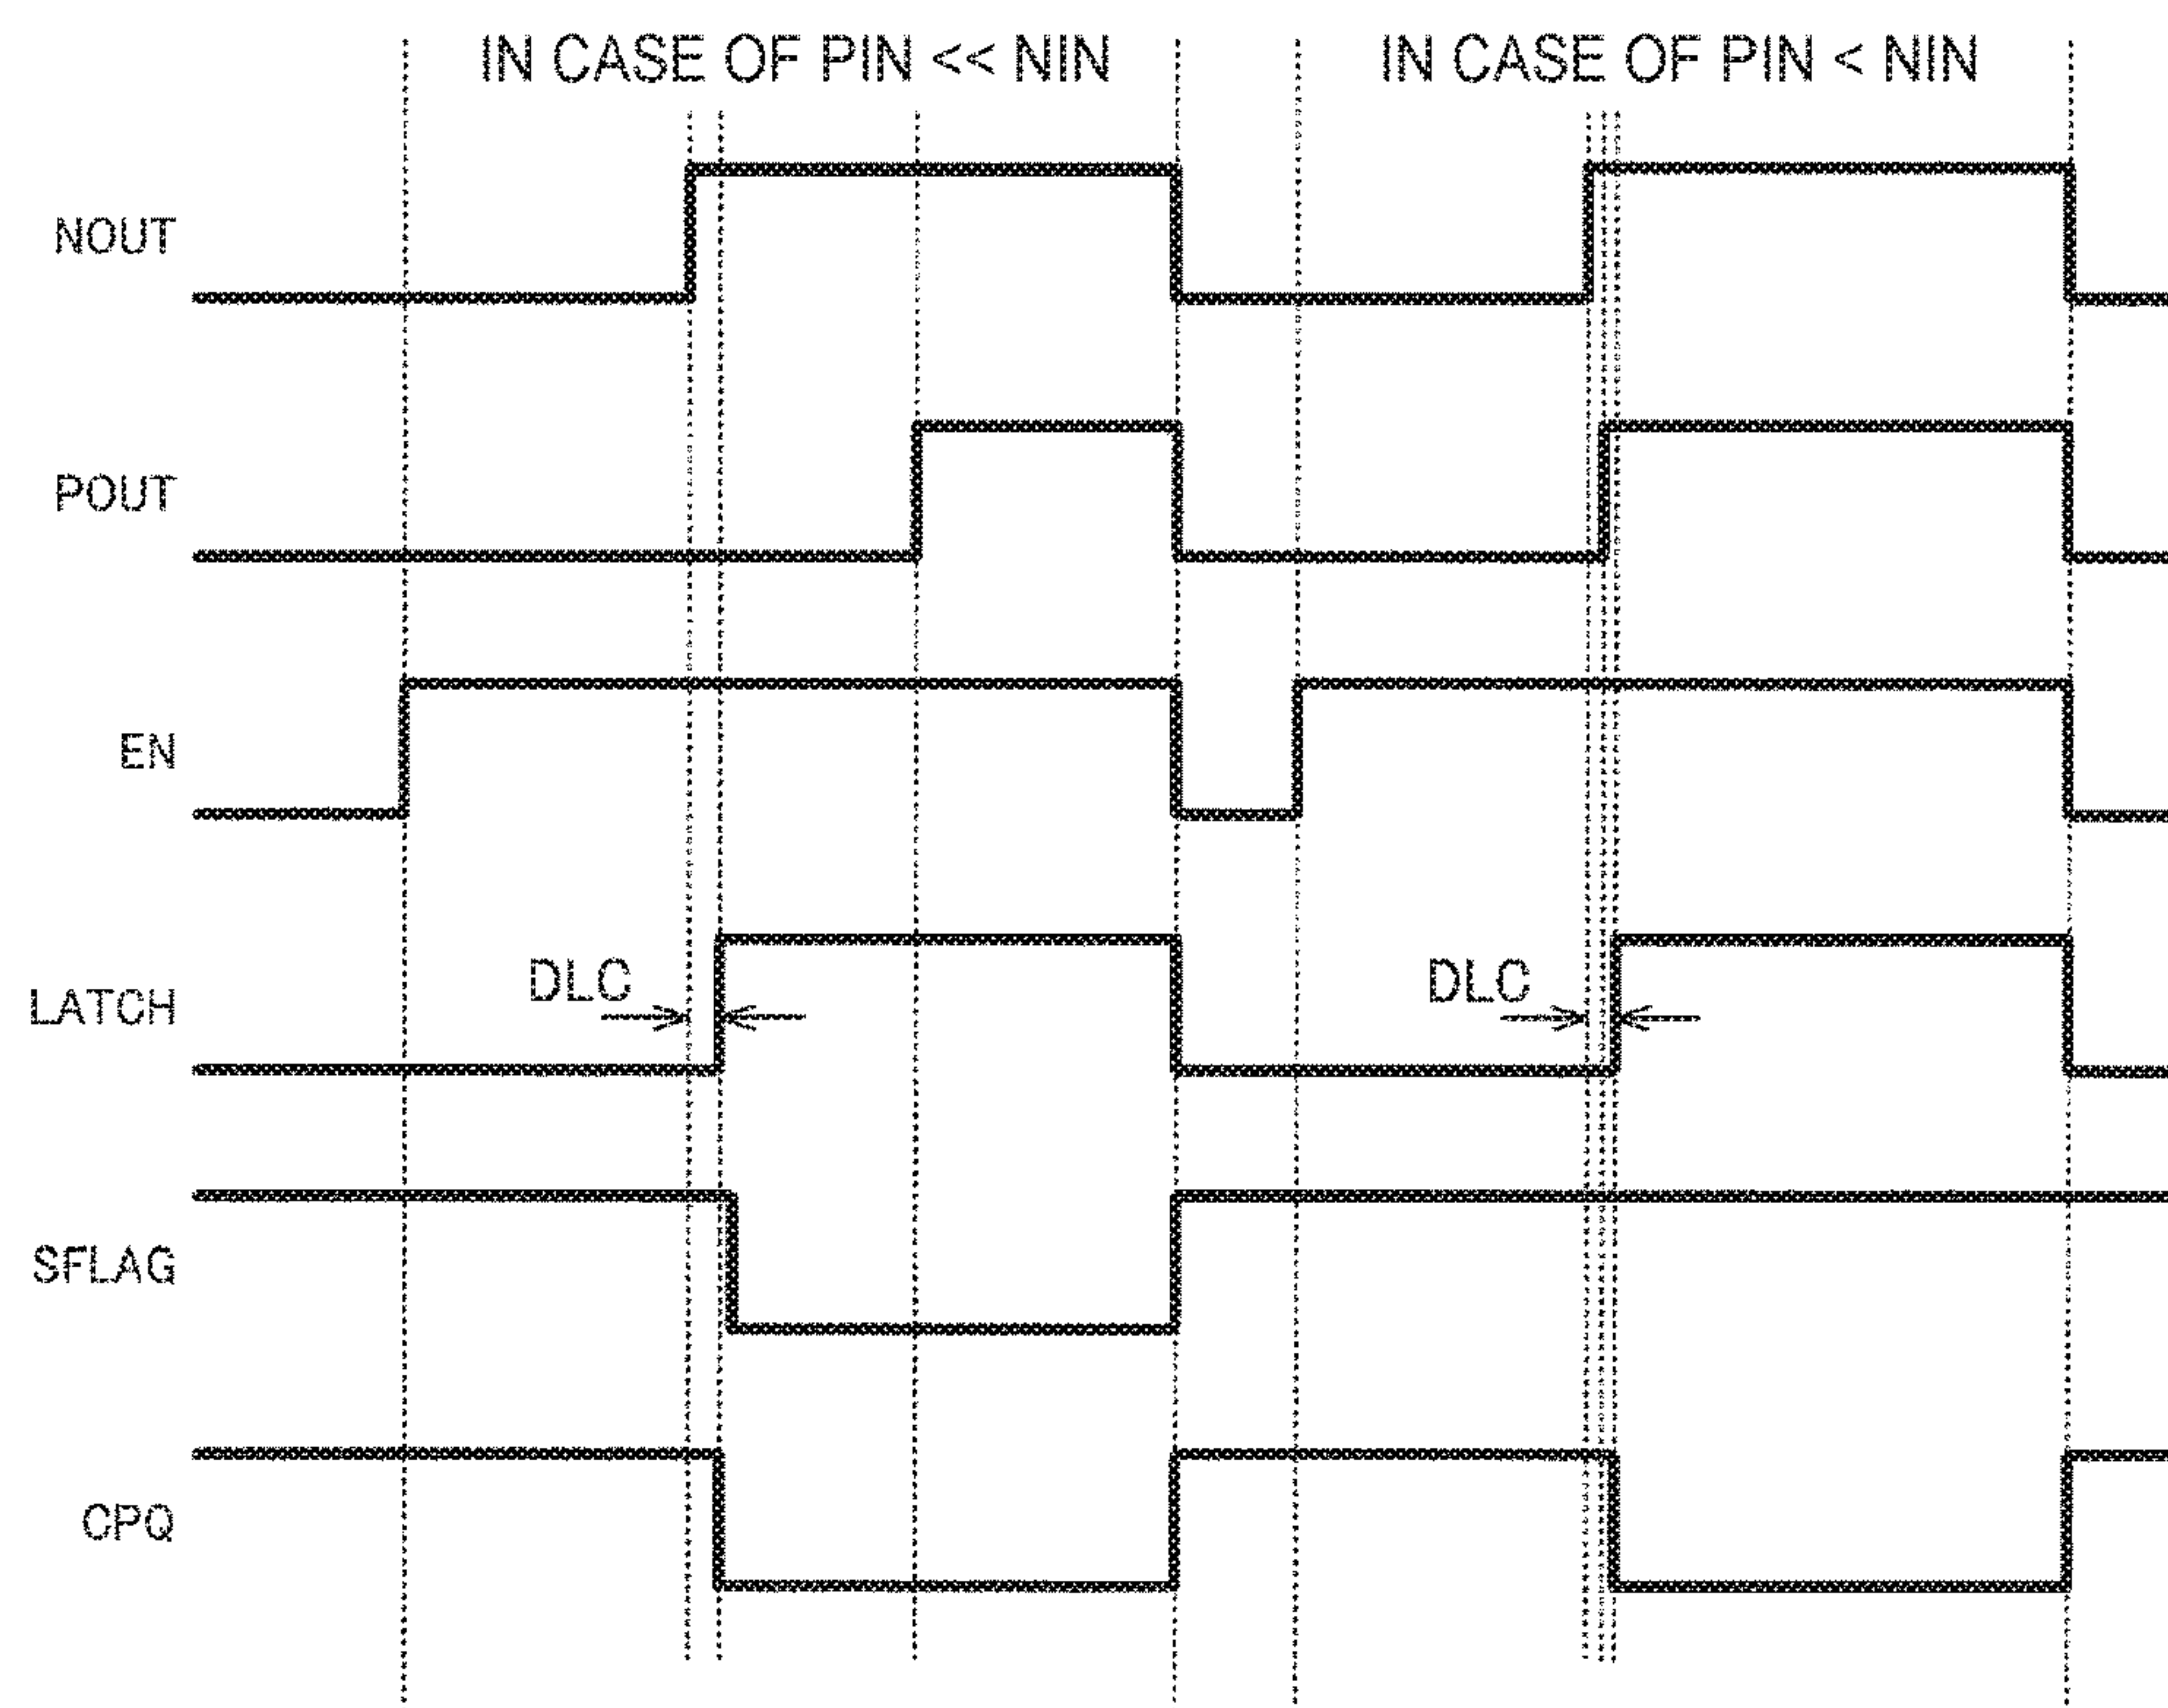 IN CASE OF PIN << NIN
IN CASE OF PIN < NIN
NOUT
POUT
EN
DLC
DLC
LATCH
SFLAG
CPQ